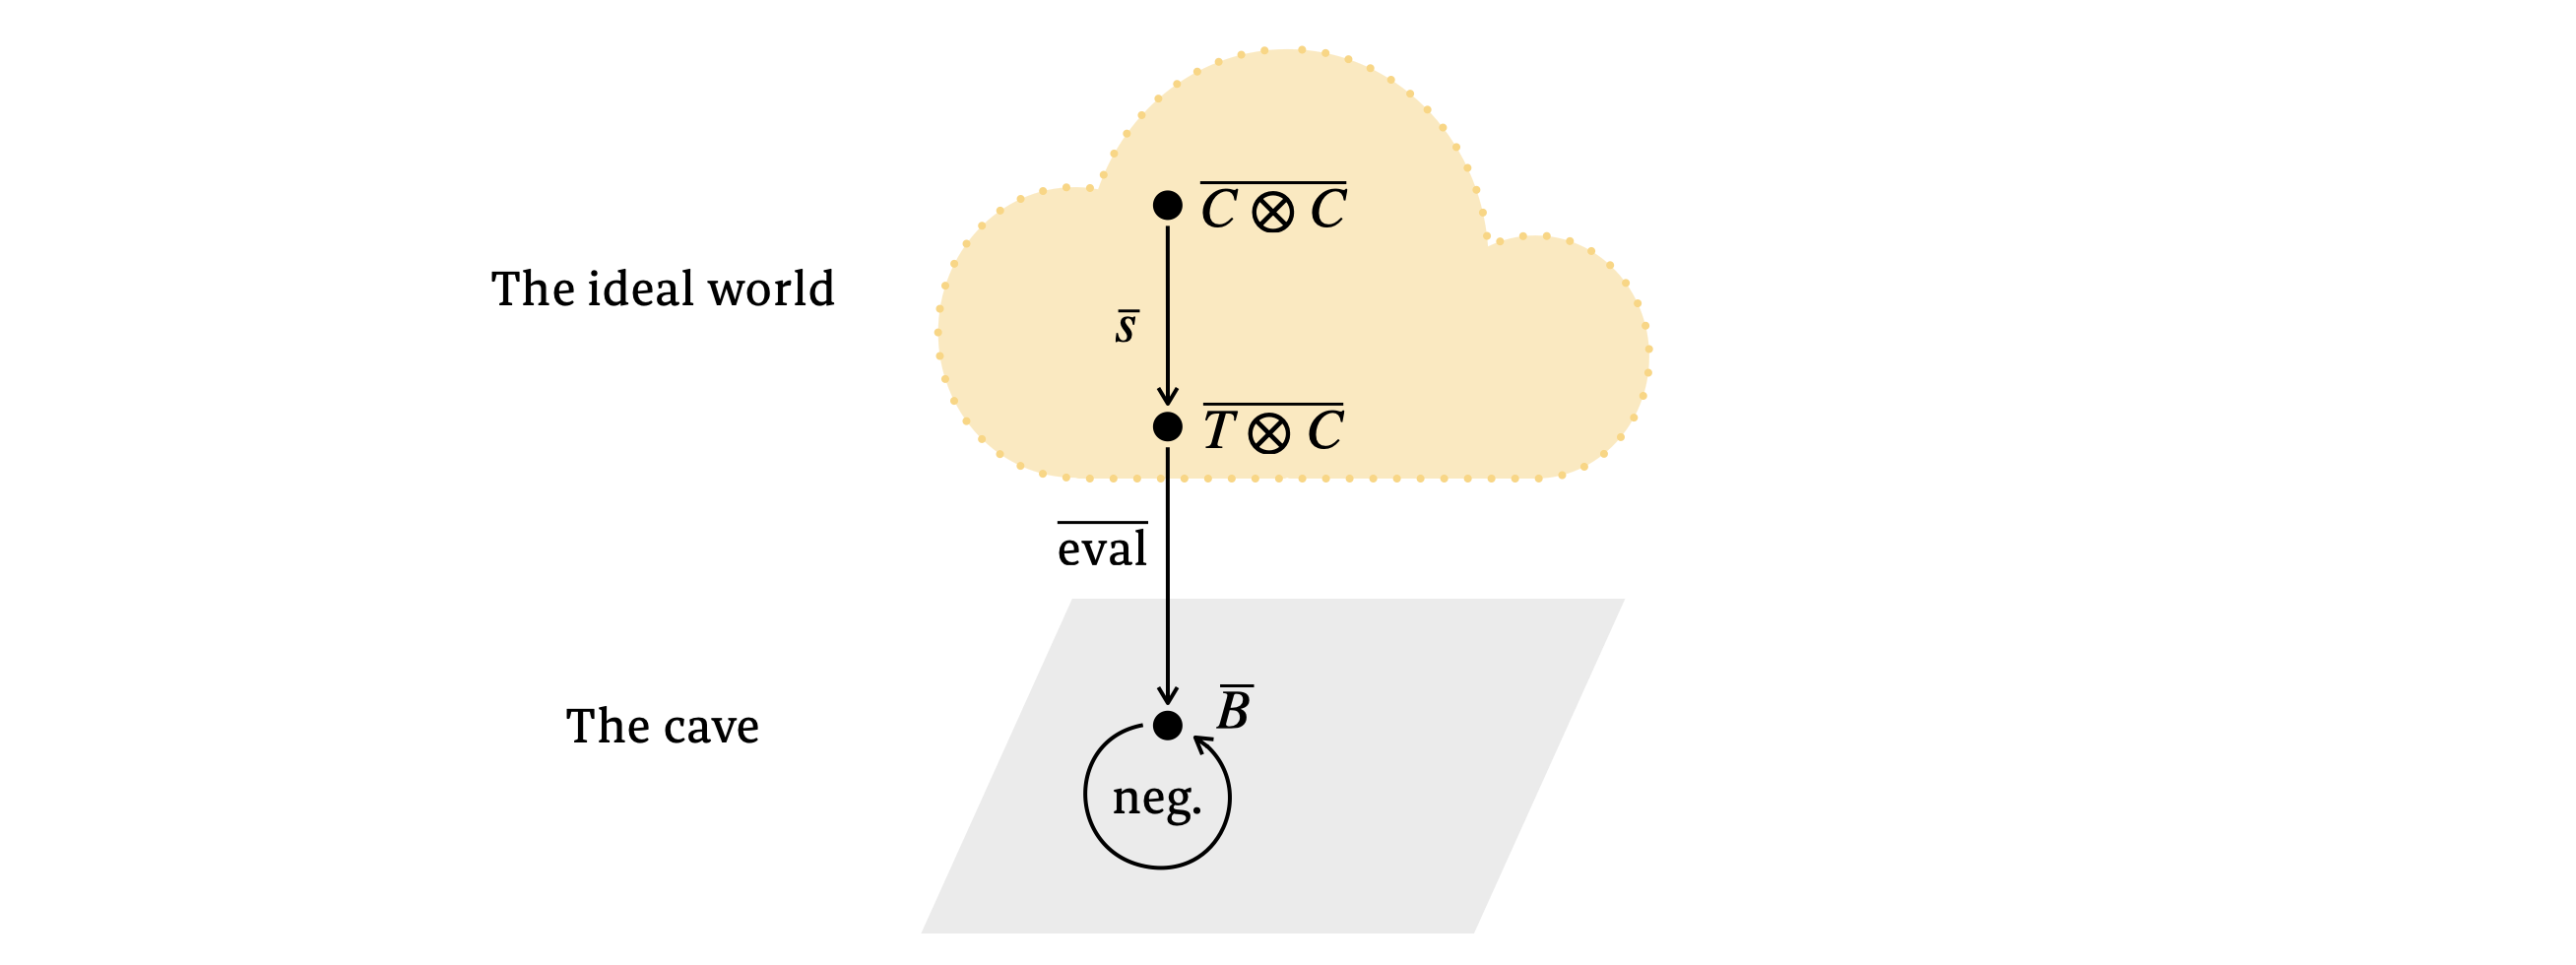 $\overline{C \otimes C}$
The ideal world
$\overline{s}$
$\overline{T \otimes C}$
$\overline{\text{eval}}$
$\overline{B}$
The cave
neg.